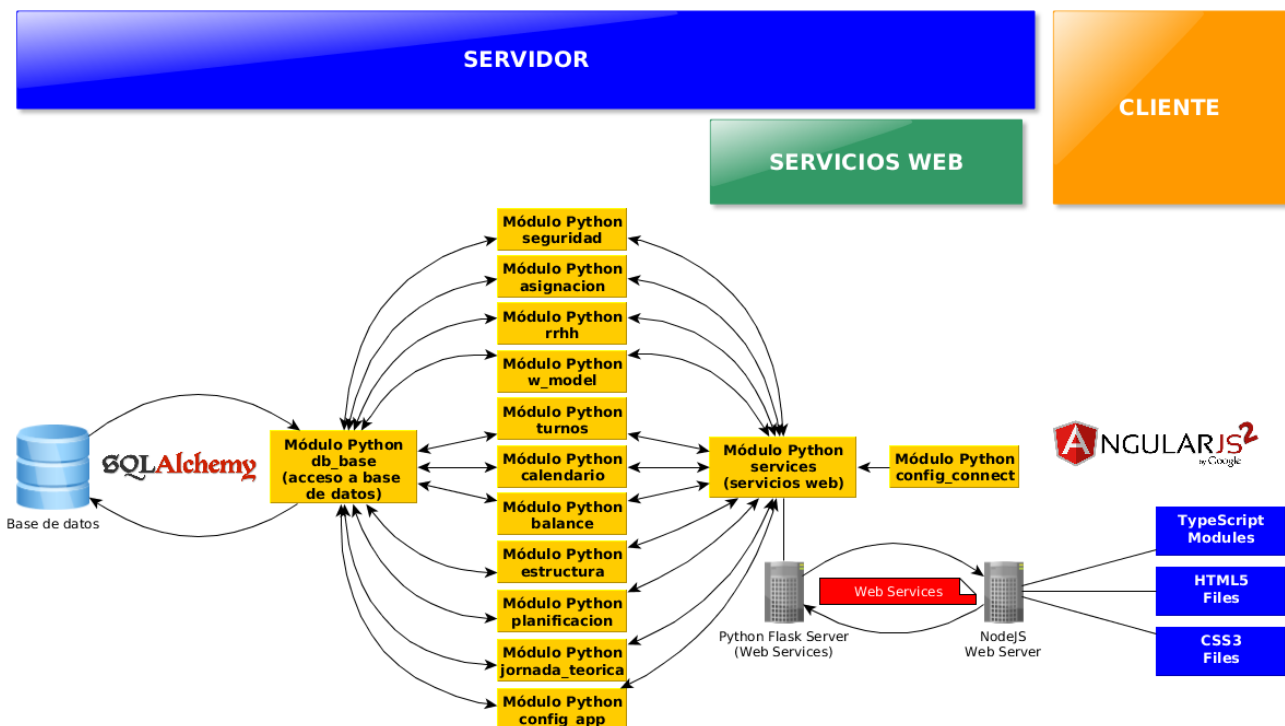 SERVIDOR
CLIENTE
SERVICIOS WEB
Módulo Python
seguridad
Módulo Python
asignacion
Módulo Python
rrhh
Módulo Python
w_model
Módulo Python
turnos
Módulo Python
calendario
Módulo Python
balance
Módulo Python
estructura
Módulo Python
planificacion
Módulo Python
jornada_teorica
Módulo Python
config_app
Base de datos
SQLAlchemy
Módulo Python
db_base
(acceso a base
de datos)
Módulo Python
services
(servicios web)
Módulo Python
config_connect
ANGULARJS2
by Google
Python Flask Server
(Web Services)
Web Services
NodeJS
Web Server
TypeScript
Modules
HTML5
Files
CSS3
Files